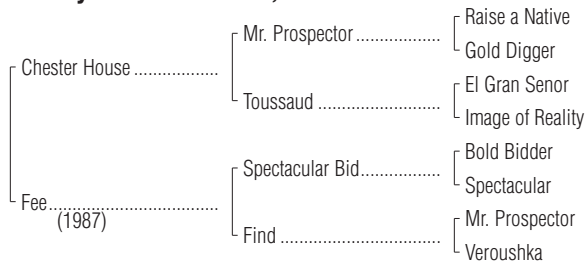 Raise a Native
Mr. Prospector ..................
Gold Digger
Chester House ..................
El Gran Senor
Toussaud ..........................
Image of Reality
Bold Bidder
Spectacular Bid.................
Spectacular
Fee.....................................
(1987)
Mr. Prospector
Find ..................................
Veroushka